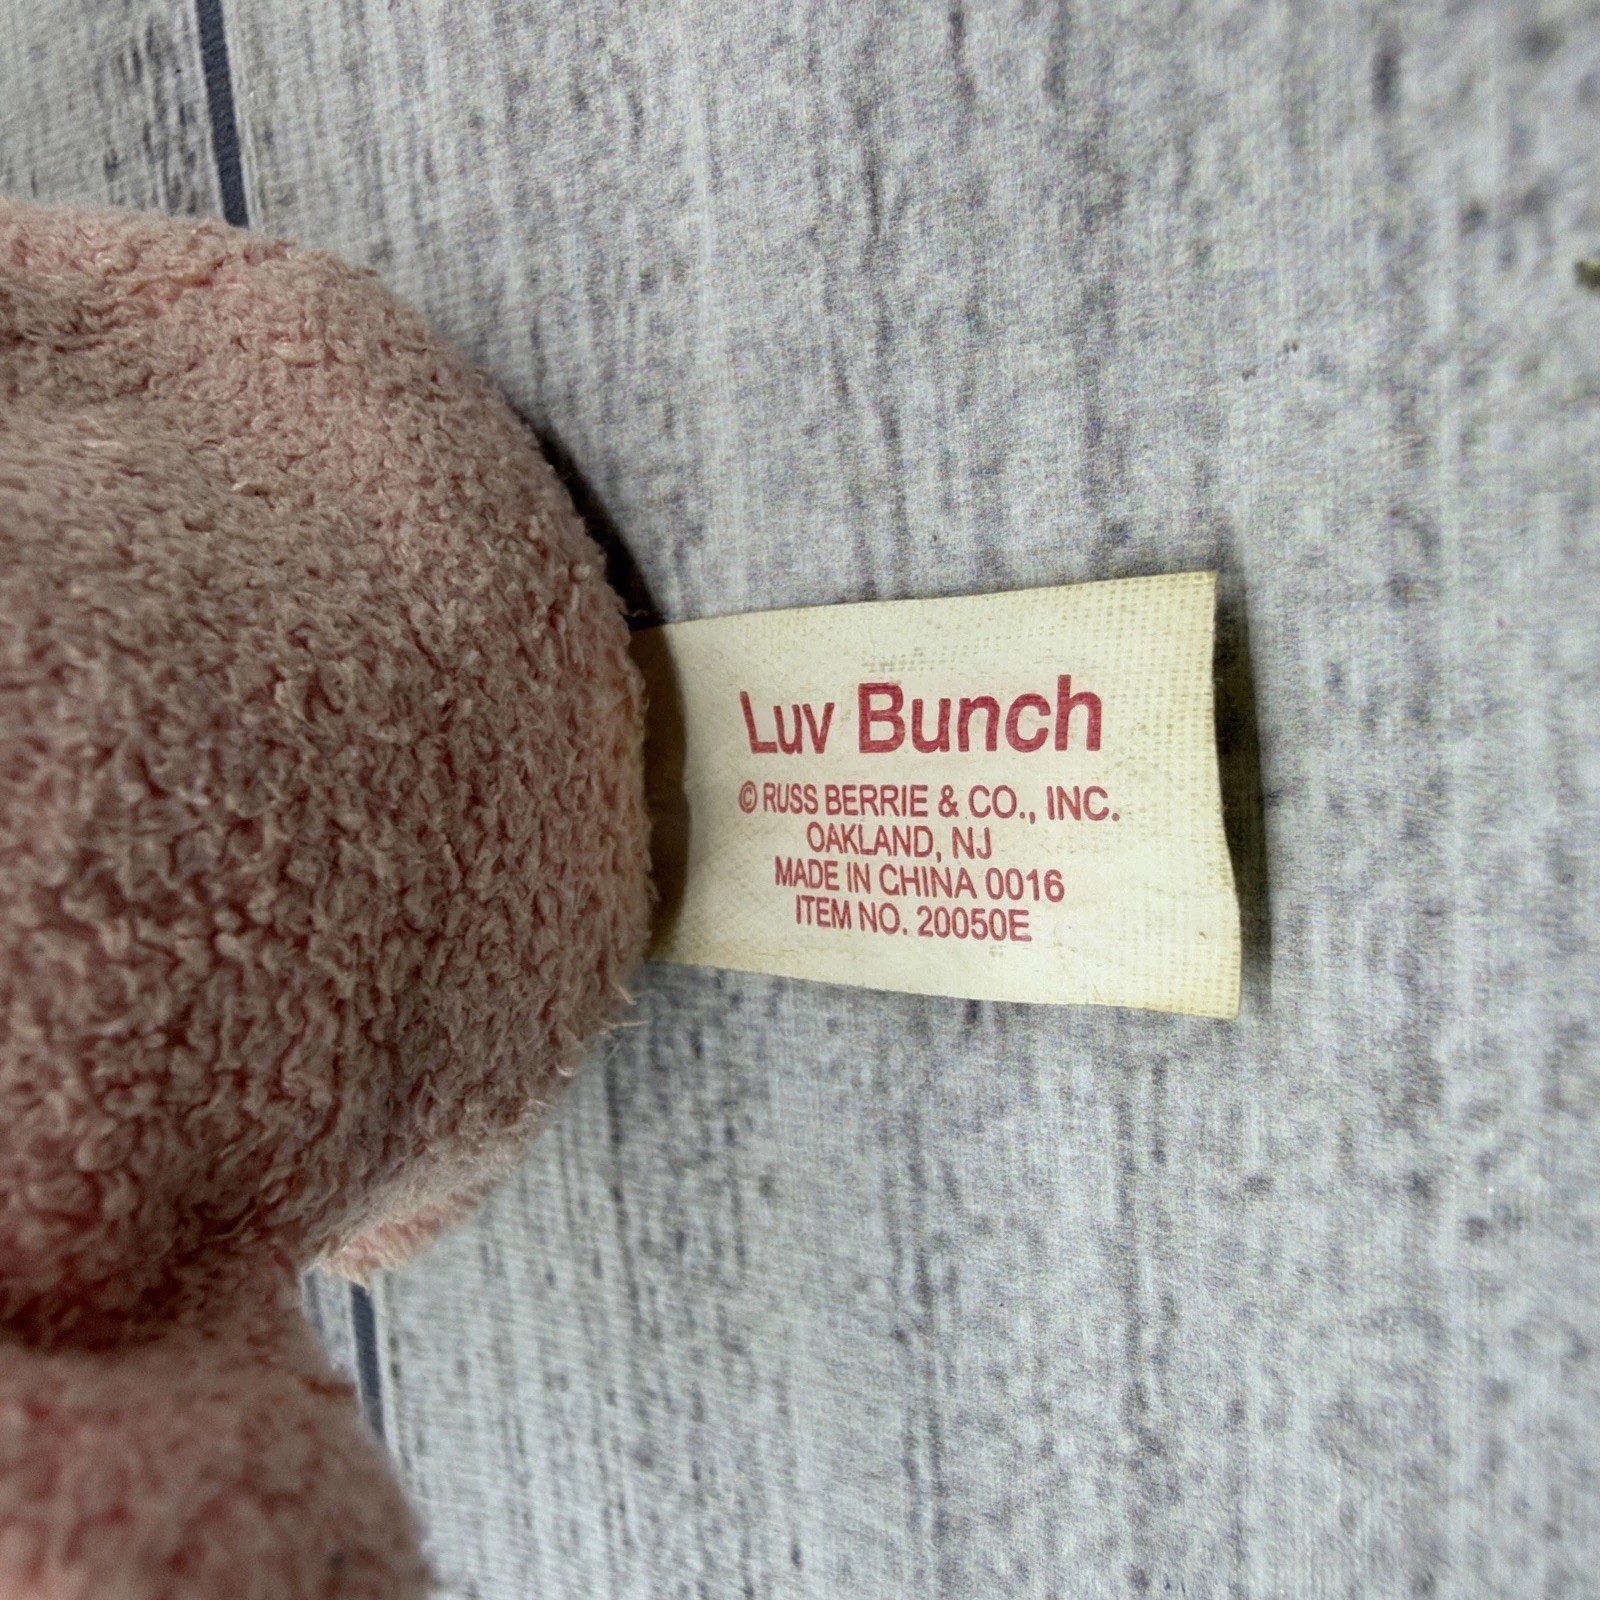 Luv Bunch
© RUSS BERRIE & CO., INC.
OAKLAND, NJ
MADE IN CHINA 0016
ITEM NO. 20050E